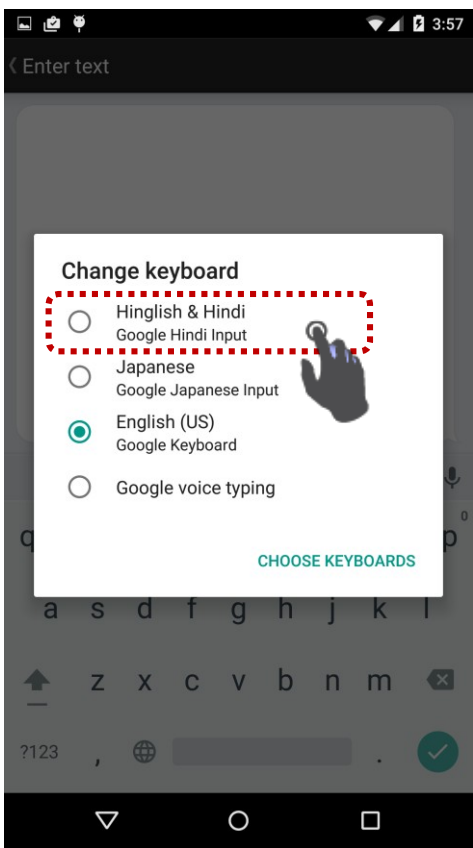 3:57
Enter text
Change keyboard
Hinglish & Hindi
Google Hindi Input
Japanese
Google Japanese Input
English (US)
Google Keyboard
Google voice typing
CHOOSE KEYBOARDS
q p 0
a s d f g h j k l
z x c v b n m
?123 , .